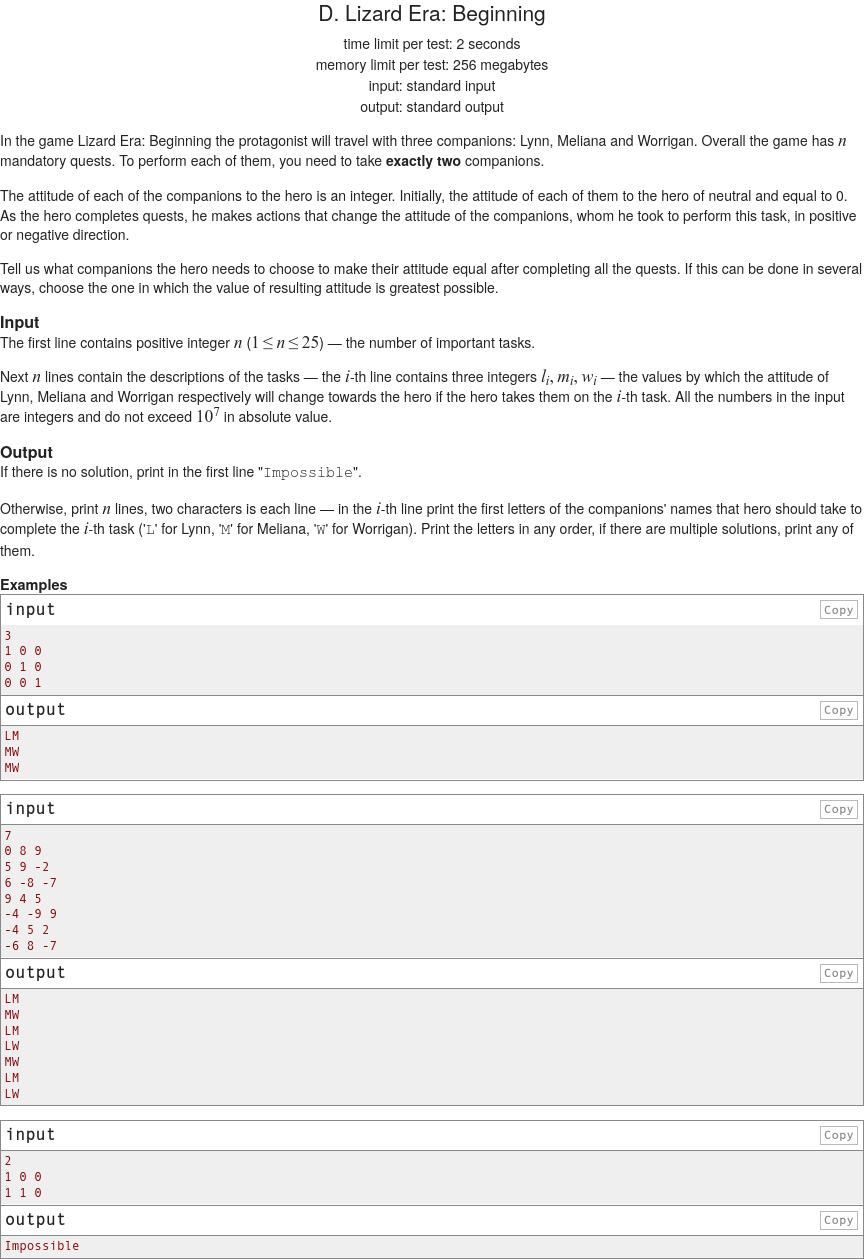 D. Lizard Era: Beginning
time limit per test: 2 seconds
memory limit per test: 256 megabytes
input: standard input
output: standard output
In the game Lizard Era: Beginning the protagonist will travel with three companions: Lynn, Meliana and Worrigan. Overall the game has n
mandatory quests. To perform each of them, you need to take exactly two companions.
The attitude of each of the companions to the hero is an integer. Initially, the attitude of each of them to the hero of neutral and equal to 0.
As the hero completes quests, he makes actions that change the attitude of the companions, whom he took to perform this task, in positive
or negative direction.
Tell us what companions the hero needs to choose to make their attitude equal after completing all the quests. If this can be done in several
ways, choose the one in which the value of resulting attitude is greatest possible.
Input
The first line contains positive integer n (1 ≤ n ≤ 25) — the number of important tasks.
Next n lines contain the descriptions of the tasks — the i-th line contains three integers l_i, m_i, w_i — the values by which the attitude of
Lynn, Meliana and Worrigan respectively will change towards the hero if the hero takes them on the i-th task. All the numbers in the input
are integers and do not exceed 10^7 in absolute value.
Output
If there is no solution, print in the first line "Impossible".
Otherwise, print n lines, two characters is each line — in the i-th line print the first letters of the companions' names that hero should take to
complete the i-th task ('L' for Lynn, 'M' for Meliana, 'W' for Worrigan). Print the letters in any order, if there are multiple solutions, print any of
them.
Examples
input Copy
3
1 0 0
0 1 0
0 0 1
output Copy
LM
MW
MW
input Copy
7
0 8 9
5 9 -2
6 -8 -7
9 4 5
-4 -9 9
-4 5 2
-6 8 -7
output Copy
LM
MW
LM
LW
MW
LM
LW
input Copy
2
1 0 0
1 1 0
output Copy
Impossible